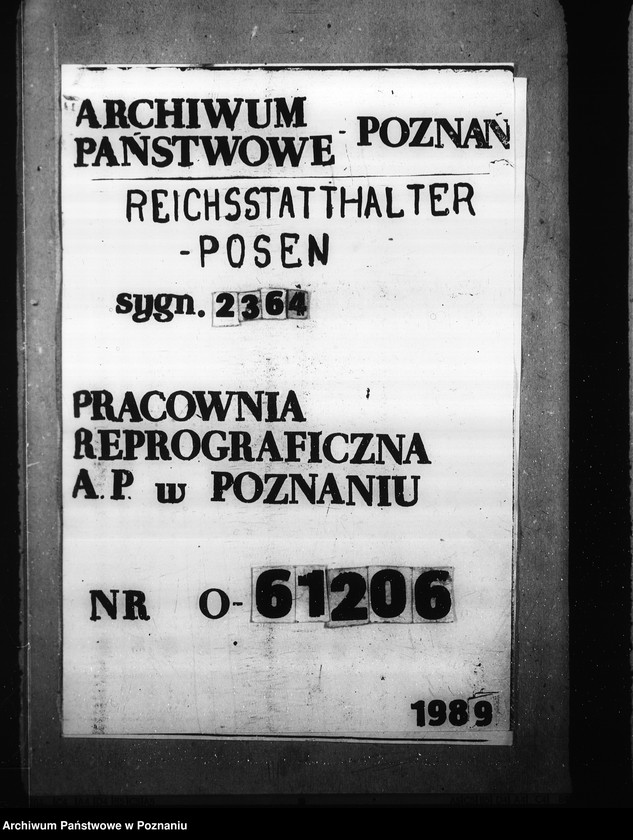 ARCHIWUM
PAŃSTWOWE - POZNAŃ
REICHSSTATTHALTER
-POSEN
sygn. 2364
PRACOWNIA
REPROGRAFICZNA
A.P. w POZNANIU
NR O-61206
1989
Archiwum Państwowe w Poznaniu